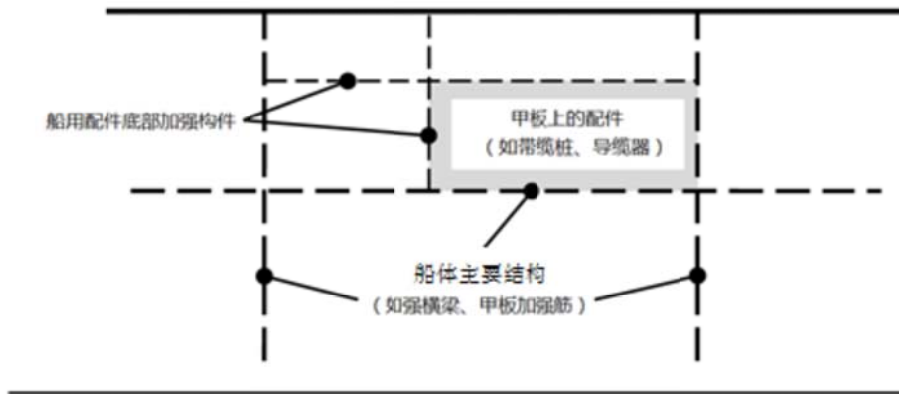 甲板上的配件
（如带缆桩、导缆器）
船用配件底部加强构件
船体主要结构
（如强横梁、甲板加强筋）